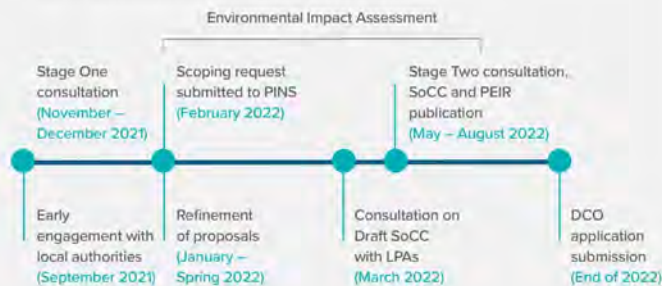 Environmental Impact Assessment
Stage One
consultation
(November –
December 2021)
Scoping request
submitted to PINS
(February 2022)
Stage Two consultation,
SoCC and PEIR
publication
(May – August 2022)
Early
engagement with
local authorities
(September 2021)
Refinement
of proposals
(January –
Spring 2022)
Consultation on
Draft SoCC
with LPAs
(March 2022)
DCO
application
submission
(End of 2022)